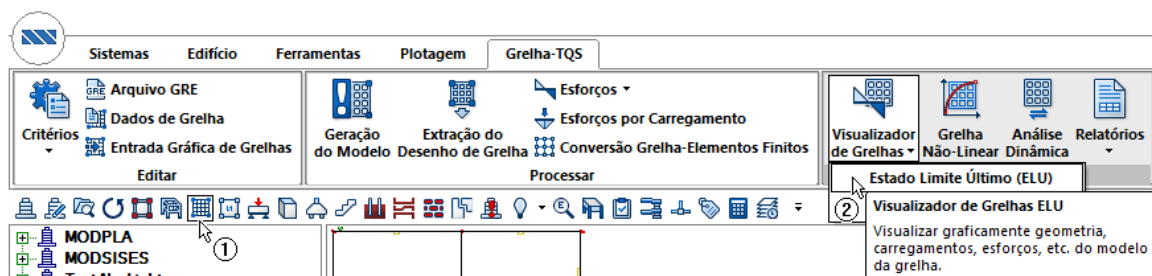 Sistemas Edifício Ferramentas Plotagem Grelha-TQS
Critérios
GRE Arquivo GRE
Dados de Grelha
Entrada Gráfica de Grelhas
Editar
Geração
do Modelo
Extração do
Desenho de Grelha
Esforços
Esforços por Carregamento
Conversão Grelha-Elementos Finitos
Processar
Visualizador
de Grelhas
Grelha
Não-Linear
Análise
Dinâmica
Relatórios
Estado Limite Último (ELU)
Visualizador de Grelhas ELU
Visualizar graficamente geometria,
carregamentos, esforços, etc. do modelo
da grelha.
1
2
MODPLA
MODSISES